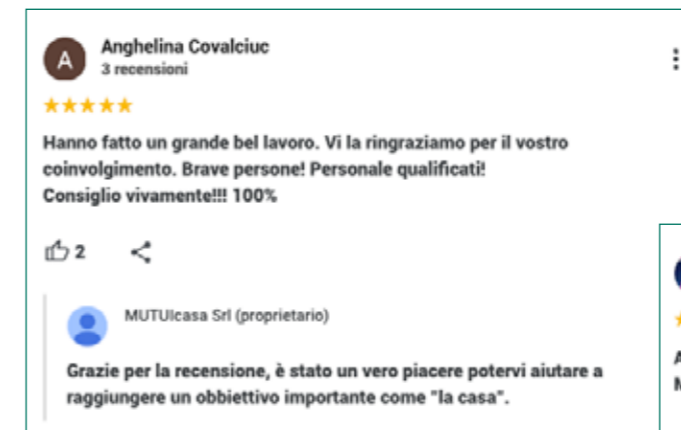 A
Anghelina Covalciuc
3 recensioni
Hanno fatto un grande bel lavoro. Vi la ringraziamo per il vostro
coinvolgimento. Brave persone! Personale qualificati!
Consiglio vivamente!!! 100%
2
MUTUIcasa Srl (proprietario)
Grazie per la recensione, è stato un vero piacere potervi aiutare a
raggiungere un obbiettivo importante come "la casa".